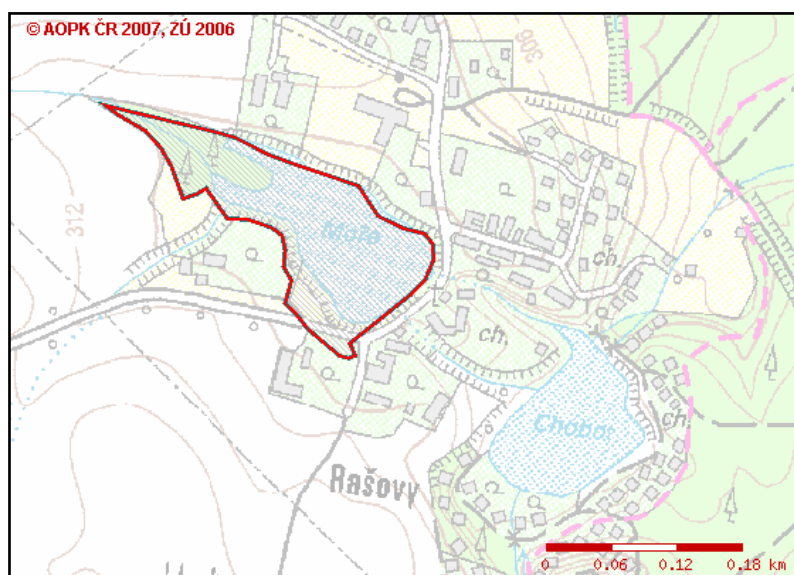 © AOPK ČR 2007, ZÚ 2006
306
312
Moře
ch.
ch.
Chobot
ch.
Rašovy
0 0.06 0.12 0.18 km